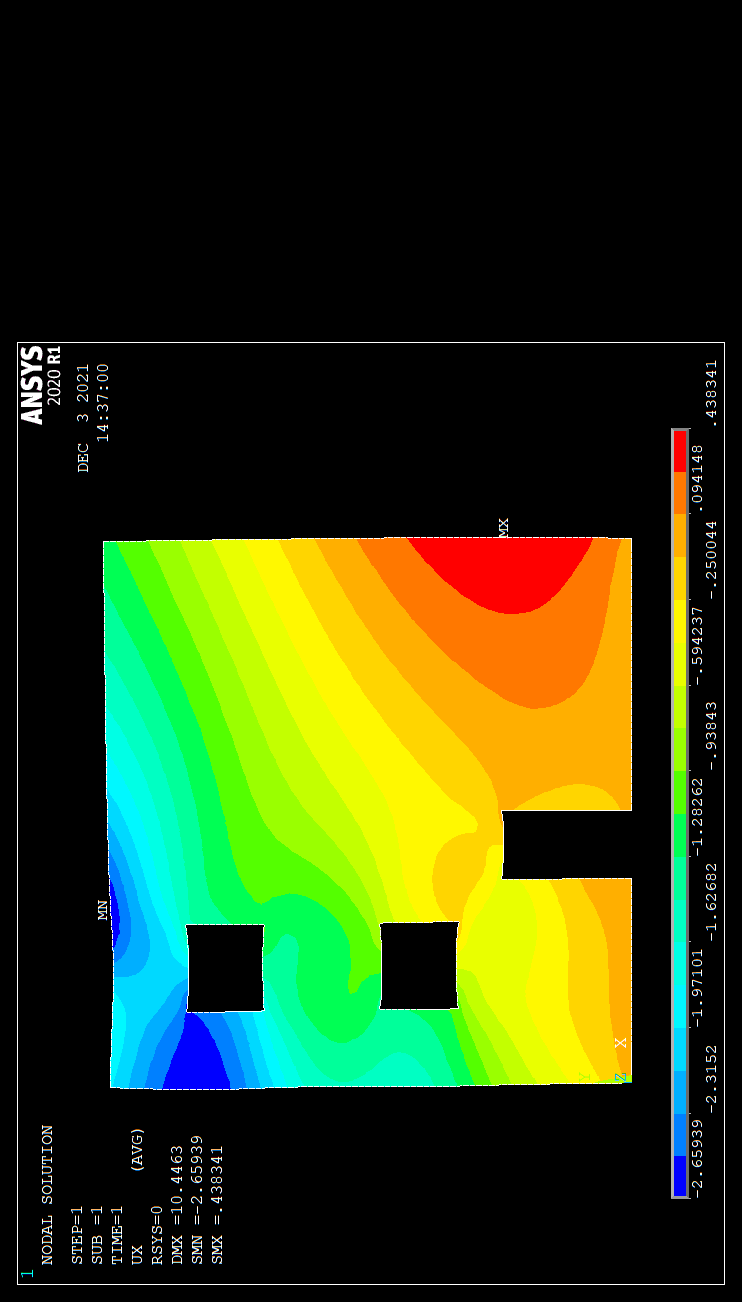 1
NODAL SOLUTION
STEP=1
SUB =1
TIME=1
UX (AVG)
RSYS=0
DMX =10.4463
SMN =-2.65939
SMX =.438341
ANSYS
2020 R1
DEC 3 2021
14:37:00
MN
MX
Y
Z X
-2.65939
-2.3152
-1.97101
-1.62682
-1.28262
-.93843
-.594237
-.250044
.094148
.438341